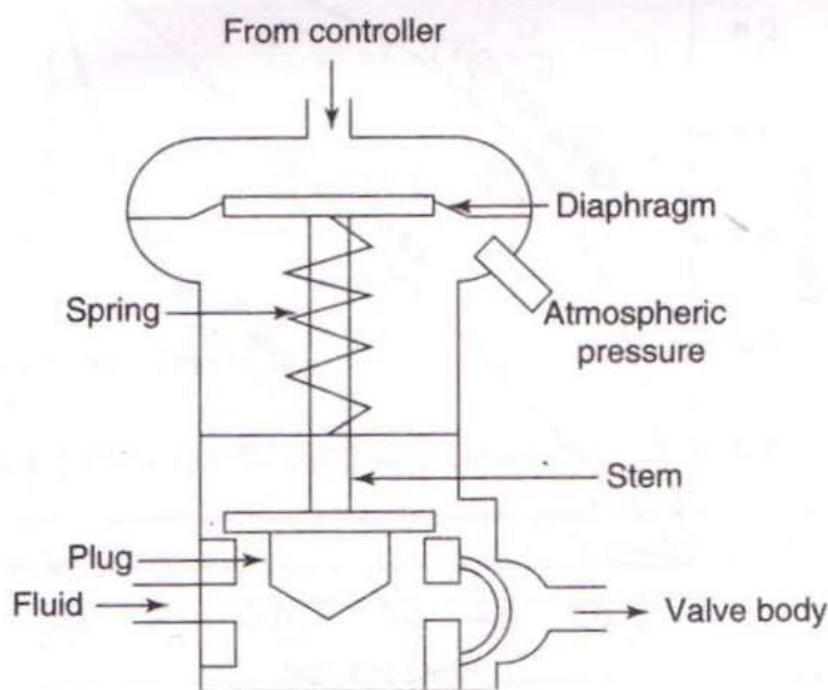 From controller
Diaphragm
Spring
Atmospheric
pressure
Stem
Plug
Fluid
Valve body